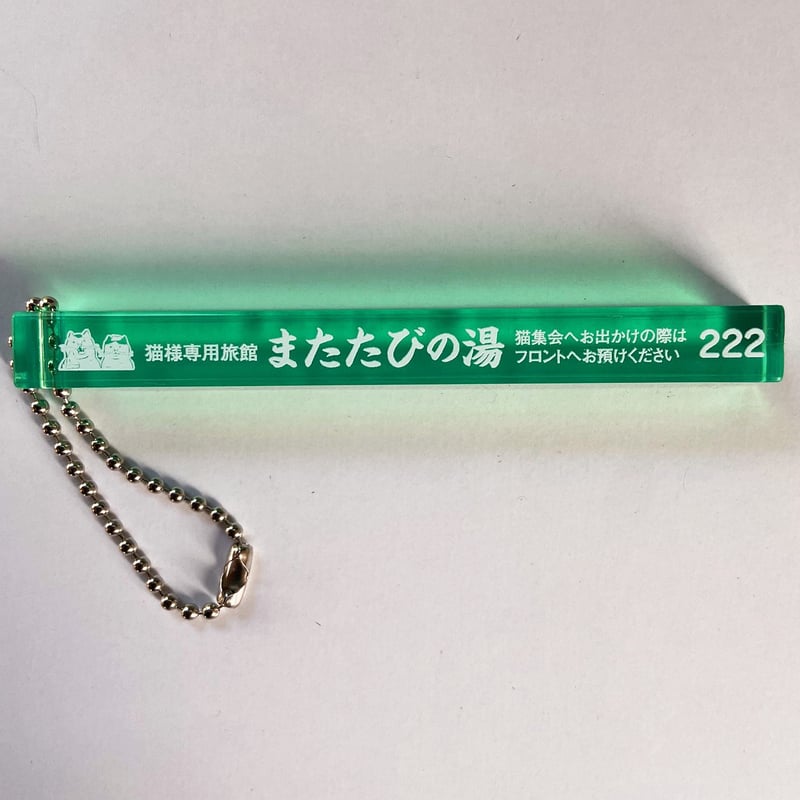 猫様専用旅館
またたびの湯
猫集会へお出かけの際は
フロントへお預けください
222